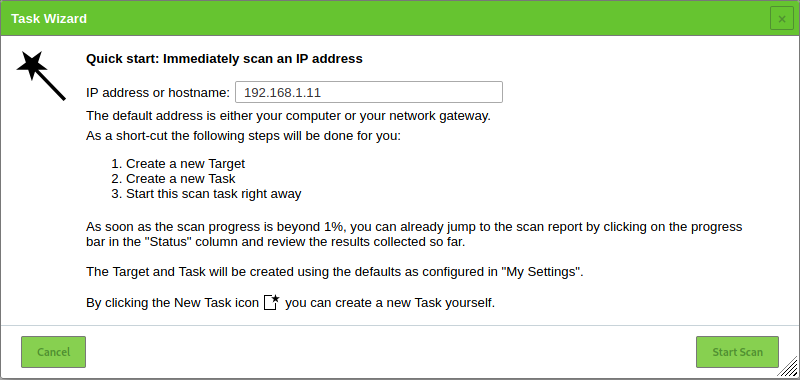 Task Wizard
×
Quick start: Immediately scan an IP address
IP address or hostname: 192.168.1.11
The default address is either your computer or your network gateway.
As a short-cut the following steps will be done for you:
1. Create a new Target
2. Create a new Task
3. Start this scan task right away
As soon as the scan progress is beyond 1%, you can already jump to the scan report by clicking on the progress
bar in the "Status" column and review the results collected so far.
The Target and Task will be created using the defaults as configured in "My Settings".
By clicking the New Task icon you can create a new Task yourself.
Cancel
Start Scan